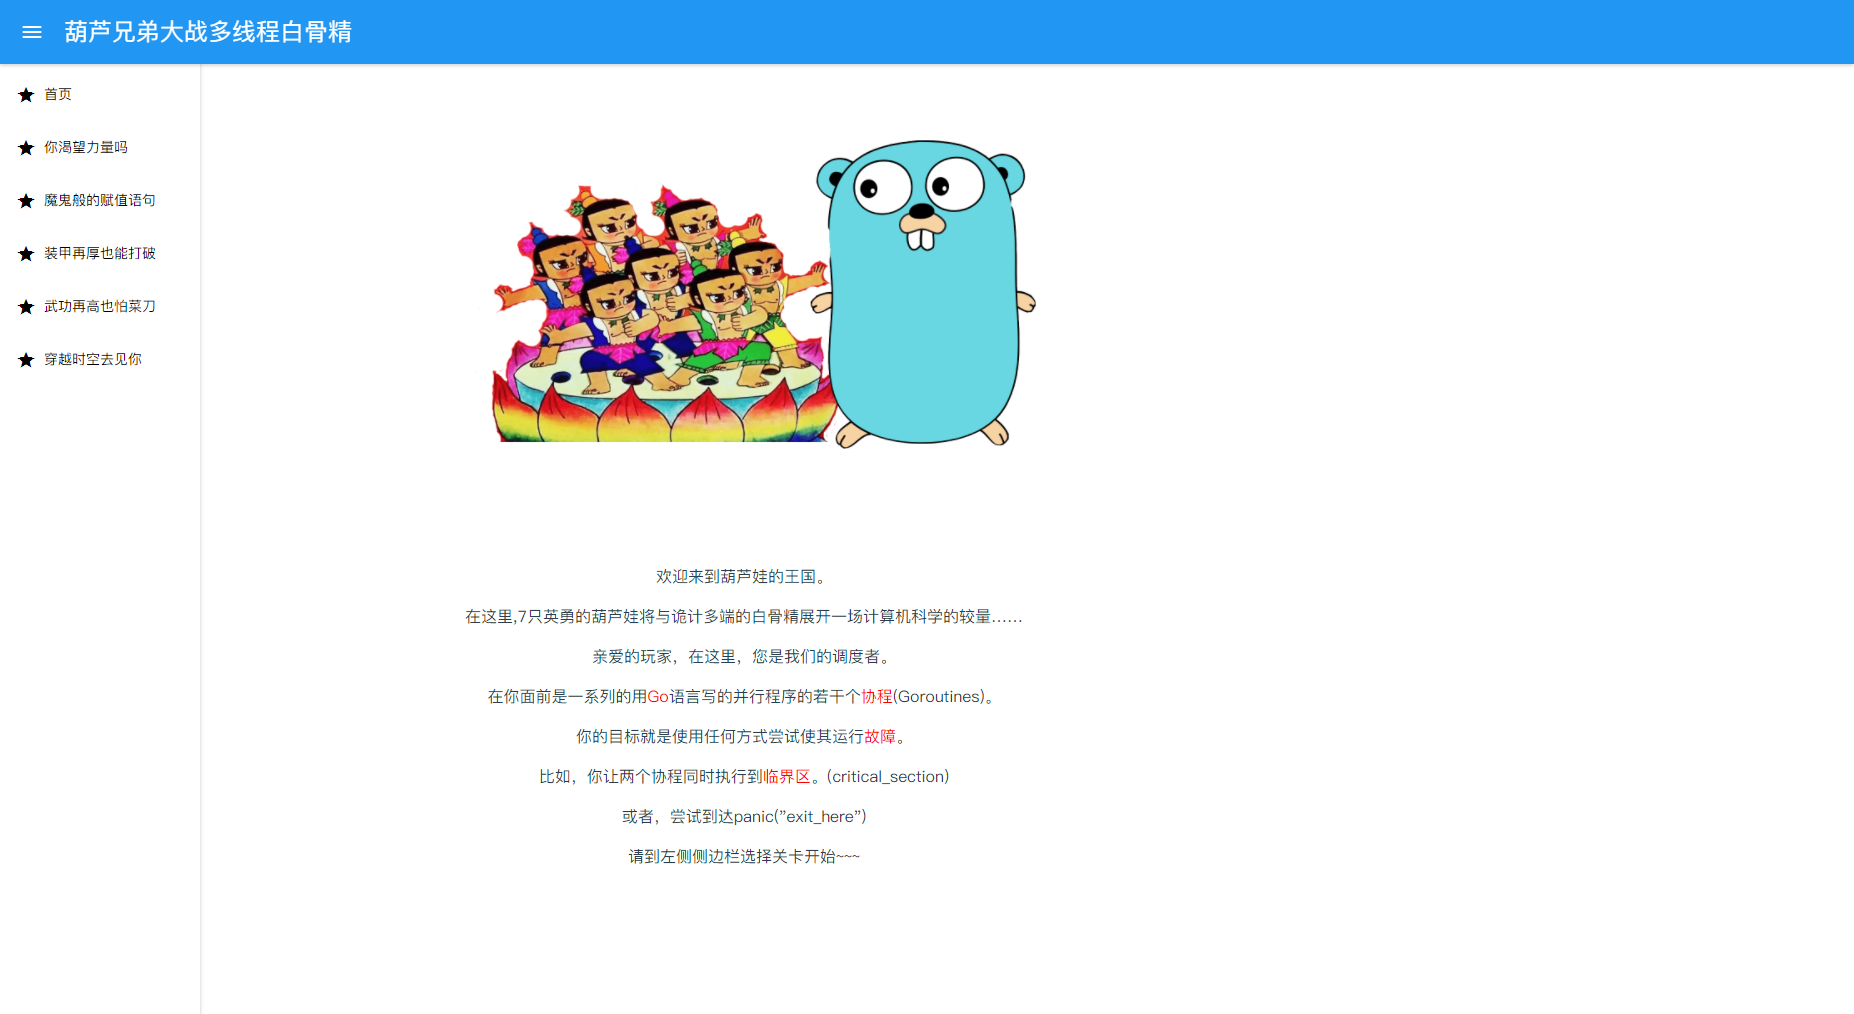 葫芦兄弟大战多线程白骨精
首页
你渴望力量吗
魔鬼般的赋值语句
装甲再厚也能打破
武功再高也怕菜刀
穿越时空去见你
欢迎来到葫芦娃的王国。
在这里,7只英勇的葫芦娃将与诡计多端的白骨精展开一场计算机科学的较量……
亲爱的玩家，在这里，您是我们的调度者。
在你面前是一系列的用Go语言写的并行程序的若干个协程(Goroutines)。
你的目标就是使用任何方式尝试使其运行故障。
比如，你让两个协程同时执行到临界区。(critical_section)
或者，尝试到达panic("exit_here")
请到左侧侧边栏选择关卡开始~~~